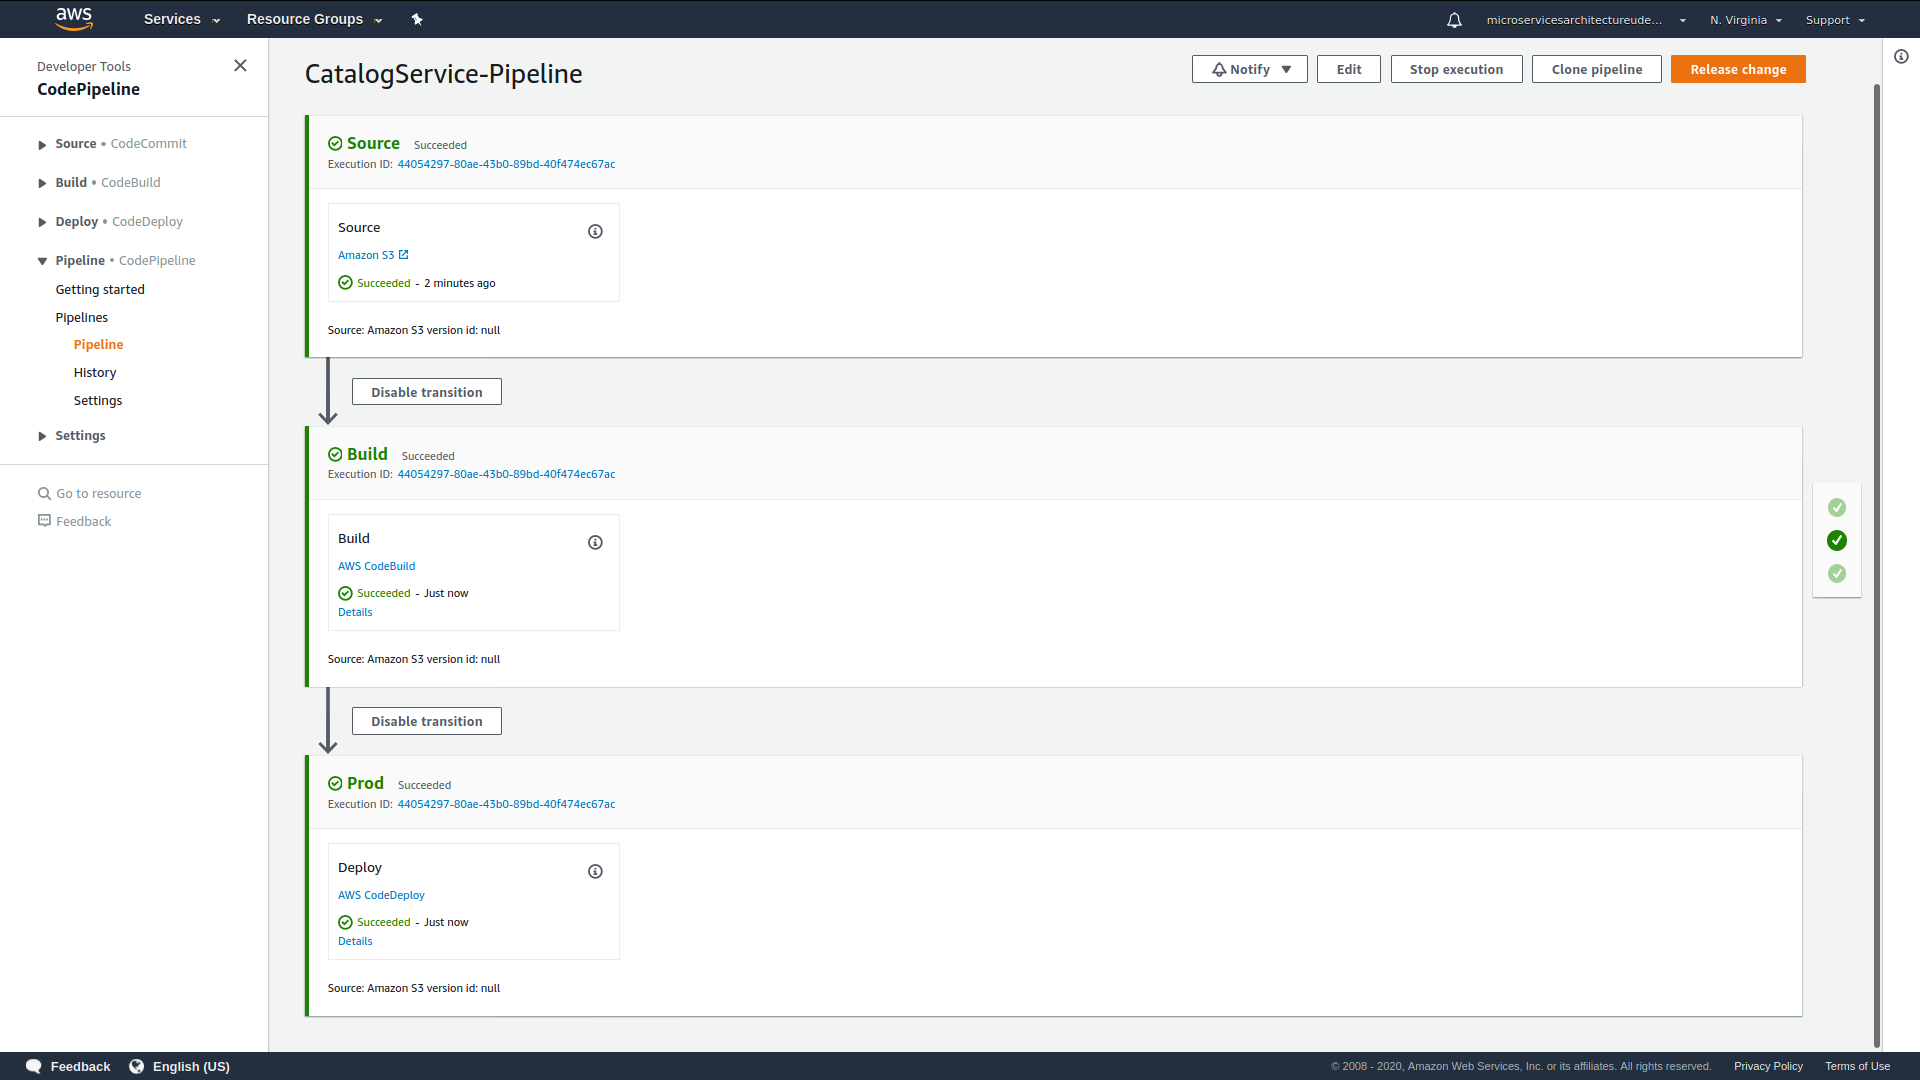 aws
Services
Resource Groups
microservicesarchitectureude...
N. Virginia
Support
Developer Tools
CodePipeline
Source • CodeCommit
Build • CodeBuild
Deploy • CodeDeploy
Pipeline • CodePipeline
Getting started
Pipelines
Pipeline
History
Settings
Settings
Go to resource
Feedback
CatalogService-Pipeline
Notify
Edit
Stop execution
Clone pipeline
Release change
Source Succeeded
Execution ID: 44054297-80ae-43b0-89bd-40f474ec67ac
Source
Amazon S3
Succeeded - 2 minutes ago
Source: Amazon S3 version id: null
Disable transition
Build Succeeded
Execution ID: 44054297-80ae-43b0-89bd-40f474ec67ac
Build
AWS CodeBuild
Succeeded - Just now
Details
Source: Amazon S3 version id: null
Disable transition
Prod Succeeded
Execution ID: 44054297-80ae-43b0-89bd-40f474ec67ac
Deploy
AWS CodeDeploy
Succeeded - Just now
Details
Source: Amazon S3 version id: null
Feedback
English (US)
© 2008 - 2020, Amazon Web Services, Inc. or its affiliates. All rights reserved.
Privacy Policy
Terms of Use